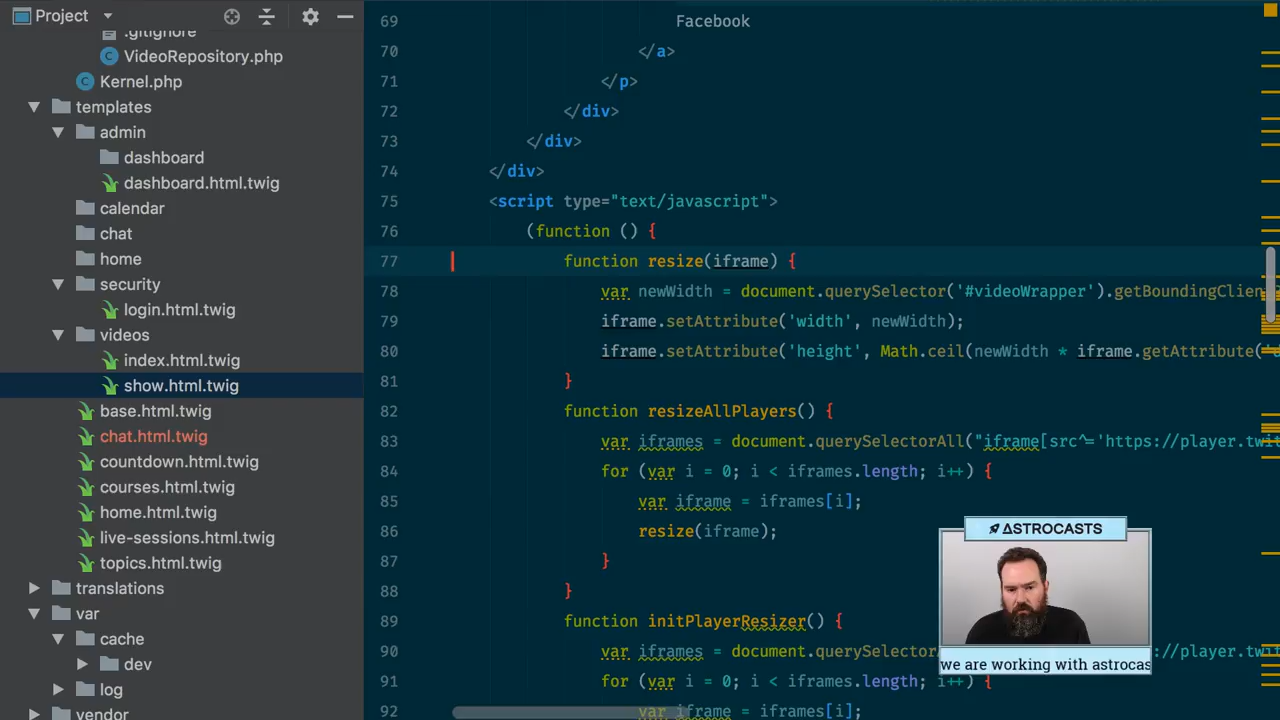 Project
.gitignore
VideoRepository.php
Kernel.php
templates
admin
dashboard
dashboard.html.twig
calendar
chat
home
security
login.html.twig
videos
index.html.twig
show.html.twig
base.html.twig
chat.html.twig
countdown.html.twig
courses.html.twig
home.html.twig
live-sessions.html.twig
topics.html.twig
translations
var
cache
dev
log
vendor
69 Facebook
70 </a>
71 </p>
72 </div>
73 </div>
74 </div>
75 <script type="text/javascript">
76 (function () {
77 function resize(iframe) {
78 var newWidth = document.querySelector('#videoWrapper').getBoundingClien
79 iframe.setAttribute('width', newWidth);
80 iframe.setAttribute('height', Math.ceil(newWidth * iframe.getAttribute('
81 }
82 function resizeAllPlayers() {
83 var iframes = document.querySelectorAll("iframe[src^='https://player.twi
84 for (var i = 0; i < iframes.length; i++) {
85 var iframe = iframes[i];
86 resize(iframe);
87 }
88 }
89 function initPlayerResizer() {
90 var iframes = document.querySelectorA
91 for (var i = 0; i < iframes.length; i++) {
92 var iframe = iframes[i];
ASTROCASTS
we are working with astrocas